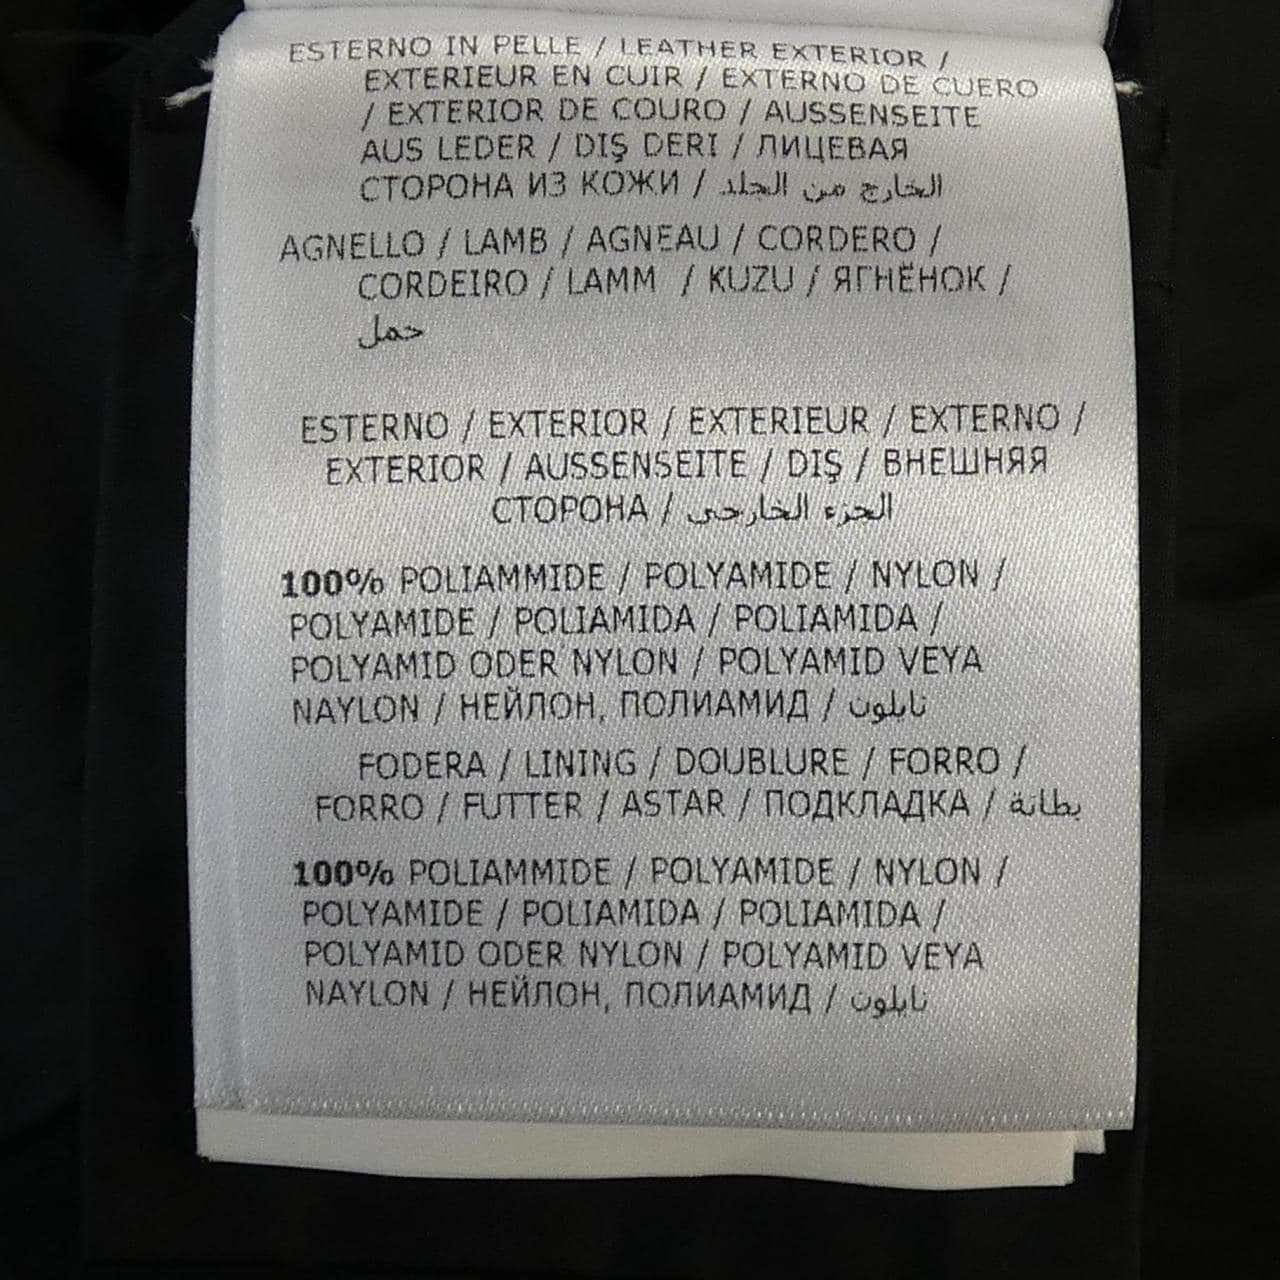 ESTERNO IN PELLE / LEATHER EXTERIOR /
EXTERIEUR EN CUIR / EXTERNO DE CUERO
/ EXTERIOR DE COURO / AUSSENSEITE
AUS LEDER / DIŞ DERI / ЛИЦЕВАЯ
СТОРОНА ИЗ КОЖИ / الخارج من الجلد.
AGNELLO / LAMB / AGNEAU / CORDERO /
CORDEIRO / LAMM / KUZU / ЯГНЁНОК /
حمل
ESTERNO / EXTERIOR / EXTERIEUR / EXTERNO /
EXTERIOR / AUSSENSEITE / DIŞ / ВНЕШНЯЯ
СТОРОНА / الجزء الخارجى
100% POLIAMMIDE / POLYAMIDE / NYLON /
POLYAMIDE / POLIAMIDA / POLIAMIDA /
POLYAMID ODER NYLON / POLYAMID VEYA
NAYLON / НЕЙЛОН, ПОЛИАМИД / نايلون
FODERA / LINING / DOUBLURE / FORRO /
FORRO / FUTTER / ASTAR / ПОДКЛАДКА / بطانة
100% POLIAMMIDE / POLYAMIDE / NYLON /
POLYAMIDE / POLIAMIDA / POLIAMIDA /
POLYAMID ODER NYLON / POLYAMID VEYA
NAYLON / НЕЙЛОН, ПОЛИАМИД / نايلون